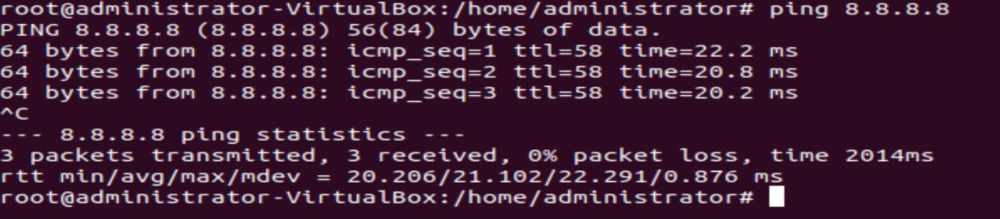 root@administrator-VirtualBox:/home/administrator# ping 8.8.8.8
PING 8.8.8.8 (8.8.8.8) 56(84) bytes of data.
64 bytes from 8.8.8.8: icmp_seq=1 ttl=58 time=22.2 ms
64 bytes from 8.8.8.8: icmp_seq=2 ttl=58 time=20.8 ms
64 bytes from 8.8.8.8: icmp_seq=3 ttl=58 time=20.2 ms
^C
--- 8.8.8.8 ping statistics ---
3 packets transmitted, 3 received, 0% packet loss, time 2014ms
rtt min/avg/max/mdev = 20.206/21.102/22.291/0.876 ms
root@administrator-VirtualBox:/home/administrator#